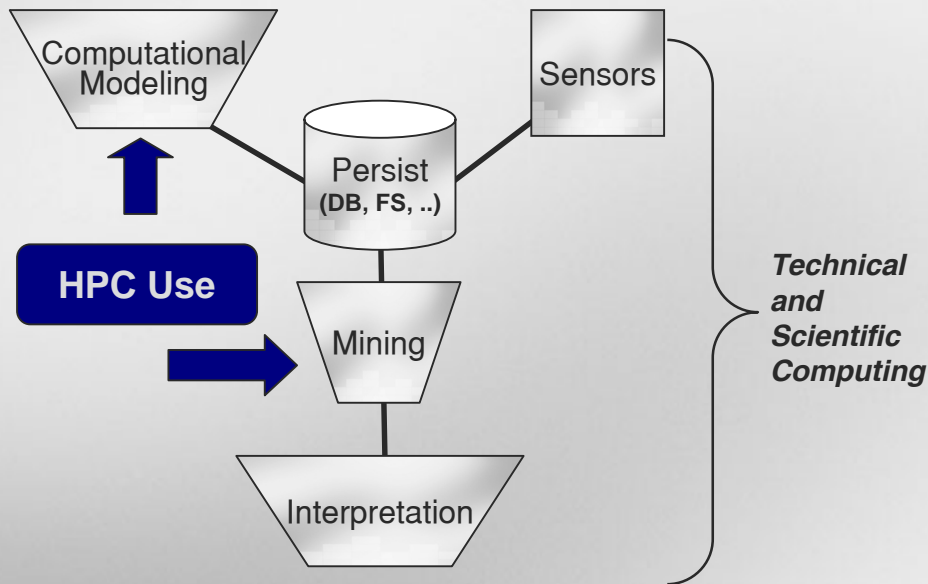 Computational
Modeling
Sensors
Persist
(DB, FS, ..)
HPC Use
Mining
Technical
and
Scientific
Computing
Interpretation